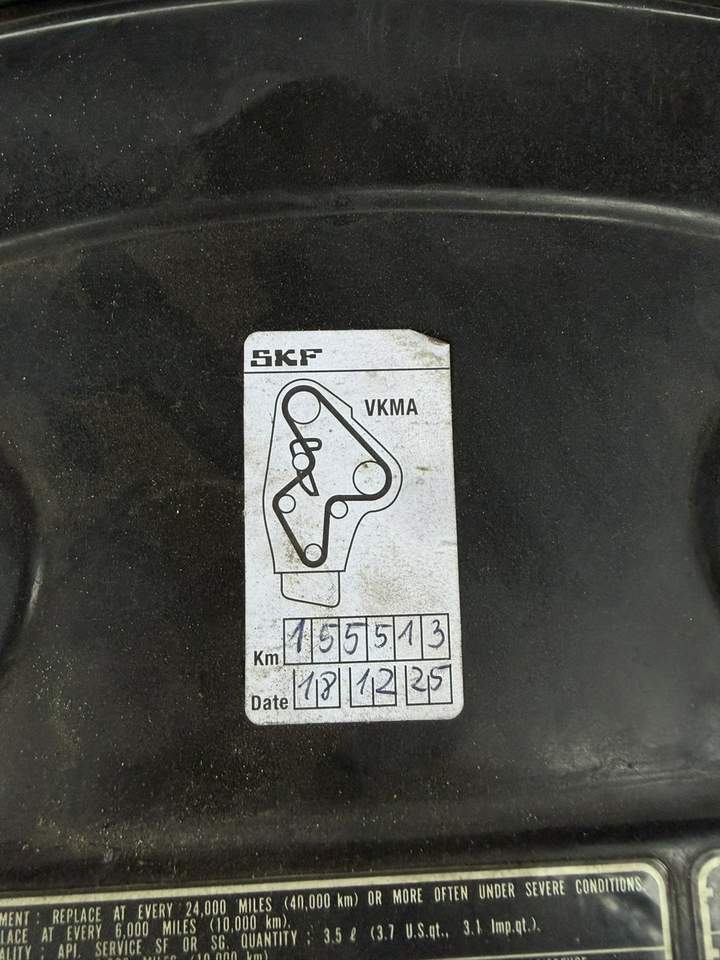 SKF
VKMA
Km 155513
Date 18 12 25
MENT : REPLACE AT EVERY 24,000 MILES (40,000 km) OR MORE OFTEN UNDER SEVERE CONDITIONS.
LACE AT EVERY 6,000 MILES (10,000 km).
ALITY : API. SERVICE SF OR SG. QUANTITY : 3.5 ℓ (3.7 U.S.qt., 3.1 Imp.qt.).